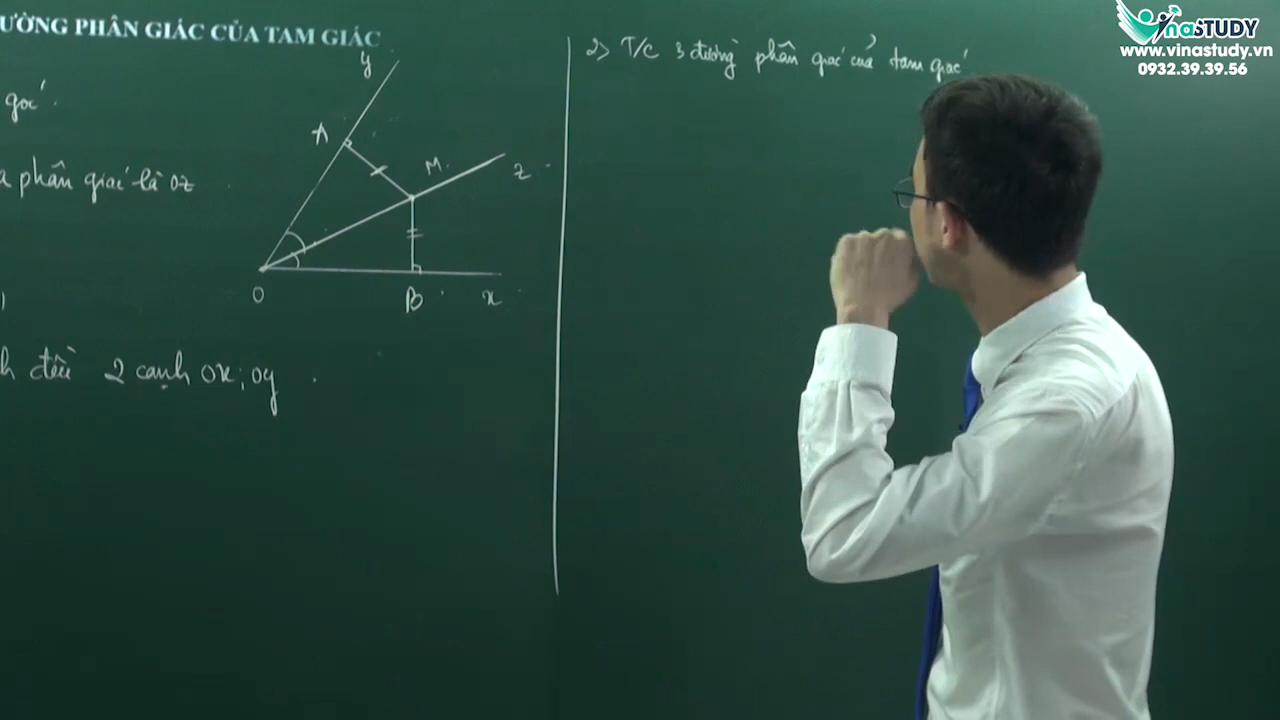 ƯỜNG PHÂN GIÁC CỦA TAM GIÁC
góc.
phân giác là Oz
y
A
M
z
O
B
x
h đều 2 cạnh Ox; Oy.
2> T/c 3 đường phân giác của tam giác
VinaSTUDY
www.vinastudy.vn
0932.39.39.56